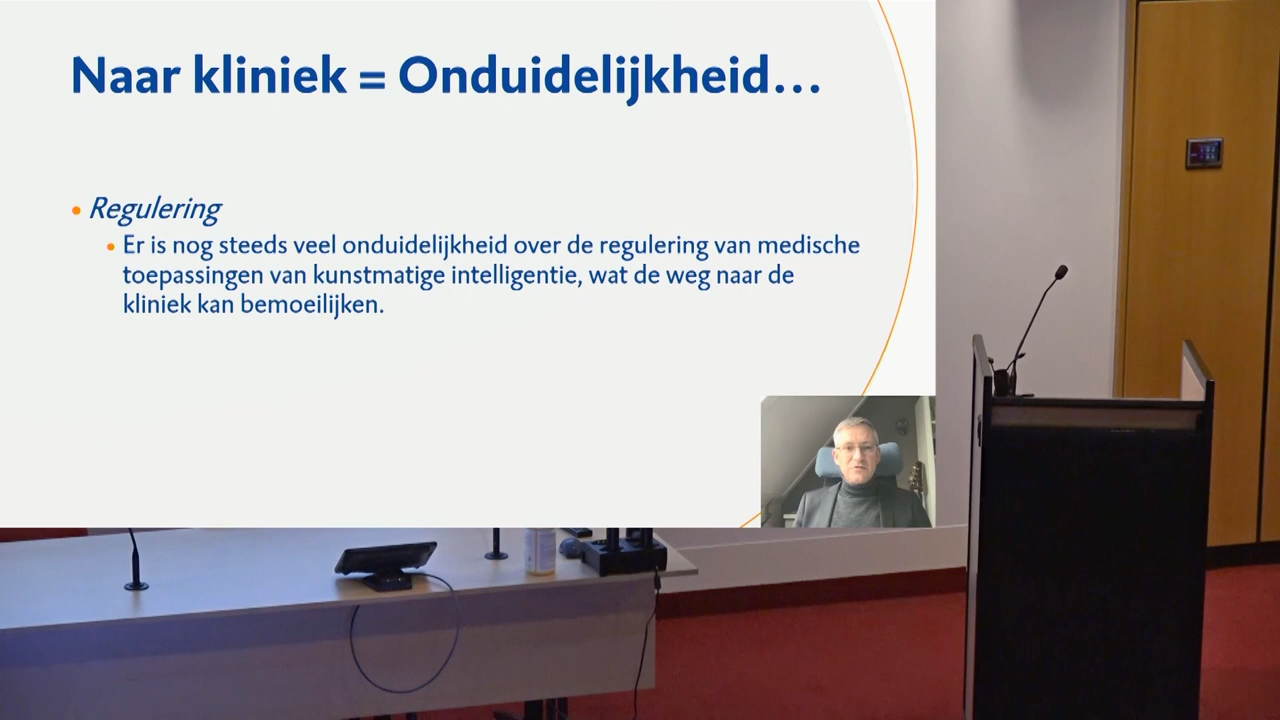 Naar kliniek = Onduidelijkheid...
Regulering
Er is nog steeds veel onduidelijkheid over de regulering van medische
toepassingen van kunstmatige intelligentie, wat de weg naar de
kliniek kan bemoeilijken.